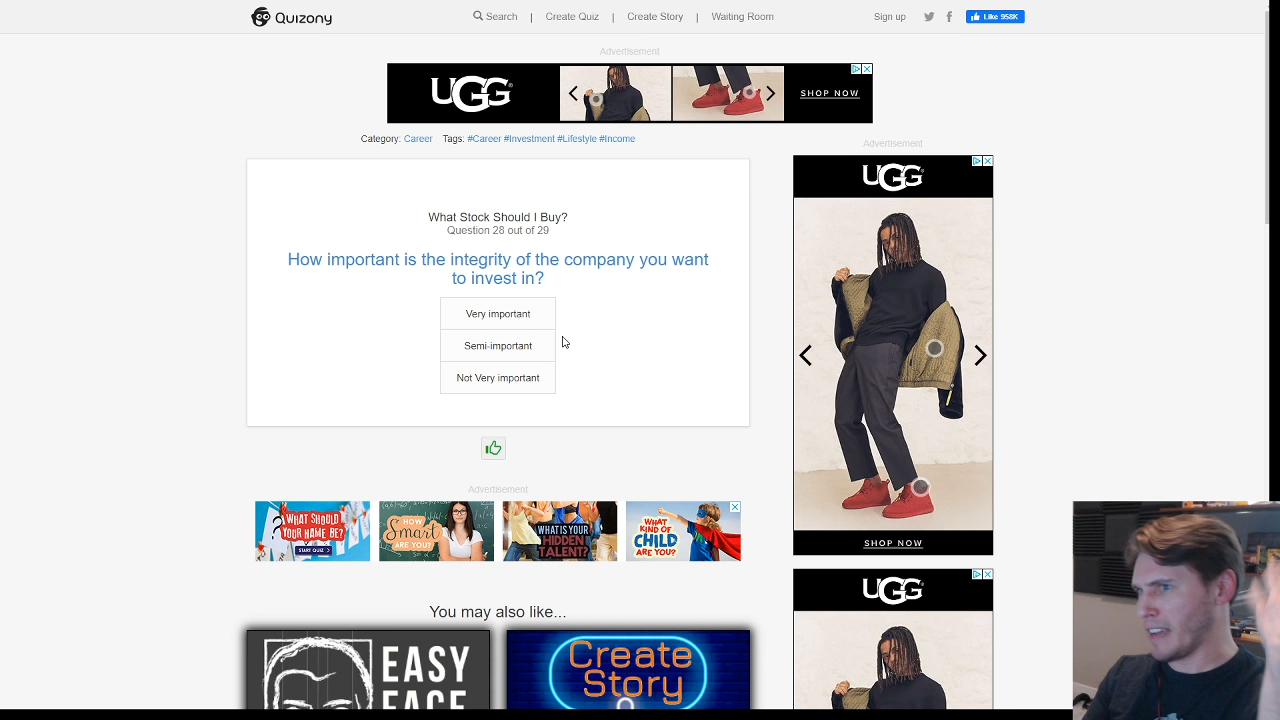 Quizony
Search | Create Quiz | Create Story | Waiting Room
Sign up
Like 958K
Advertisement
UGG
SHOP NOW
Category: Career Tags: #Career #Investment #Lifestyle #Income
What Stock Should I Buy?
Question 28 out of 29
How important is the integrity of the company you want
to invest in?
Very important
Semi-important
Not Very important
Advertisement
WHAT SHOULD
YOUR NAME BE?
START QUIZ >
HOW
Smart
ARE YOU?
WHAT IS YOUR
HIDDEN
TALENT?
WHAT
KIND OF
CHILD
ARE YOU?
You may also like...
EASY
FACE
Create
Story
Advertisement
UGG
SHOP NOW
UGG